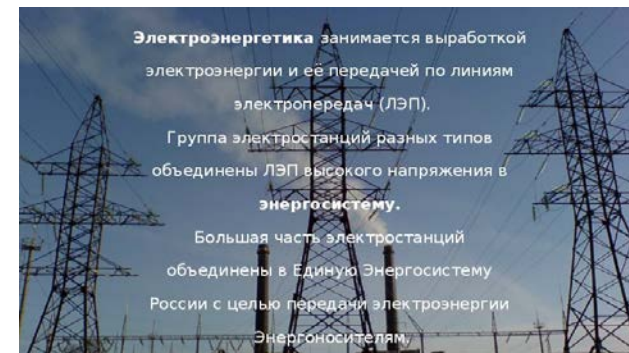 Электроэнергетика занимается выработкой
электроэнергии и её передачей по линиям
электропередач (ЛЭП).
Группа электростанций разных типов
объединены ЛЭП высокого напряжения в
энергосистему.
Большая часть электростанций
объединены в Единую Энергосистему
России с целью передачи электроэнергии
Энергоносителям.